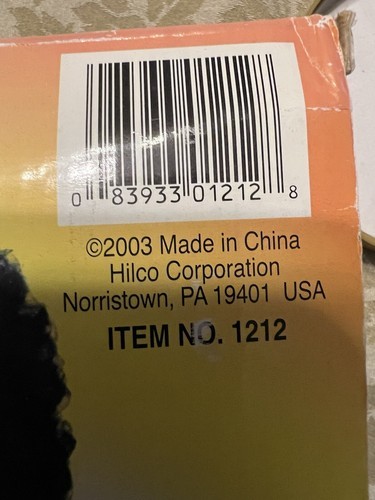 0 83933 01212 8
©2003 Made in China
Hilco Corporation
Norristown, PA 19401 USA
ITEM NO. 1212